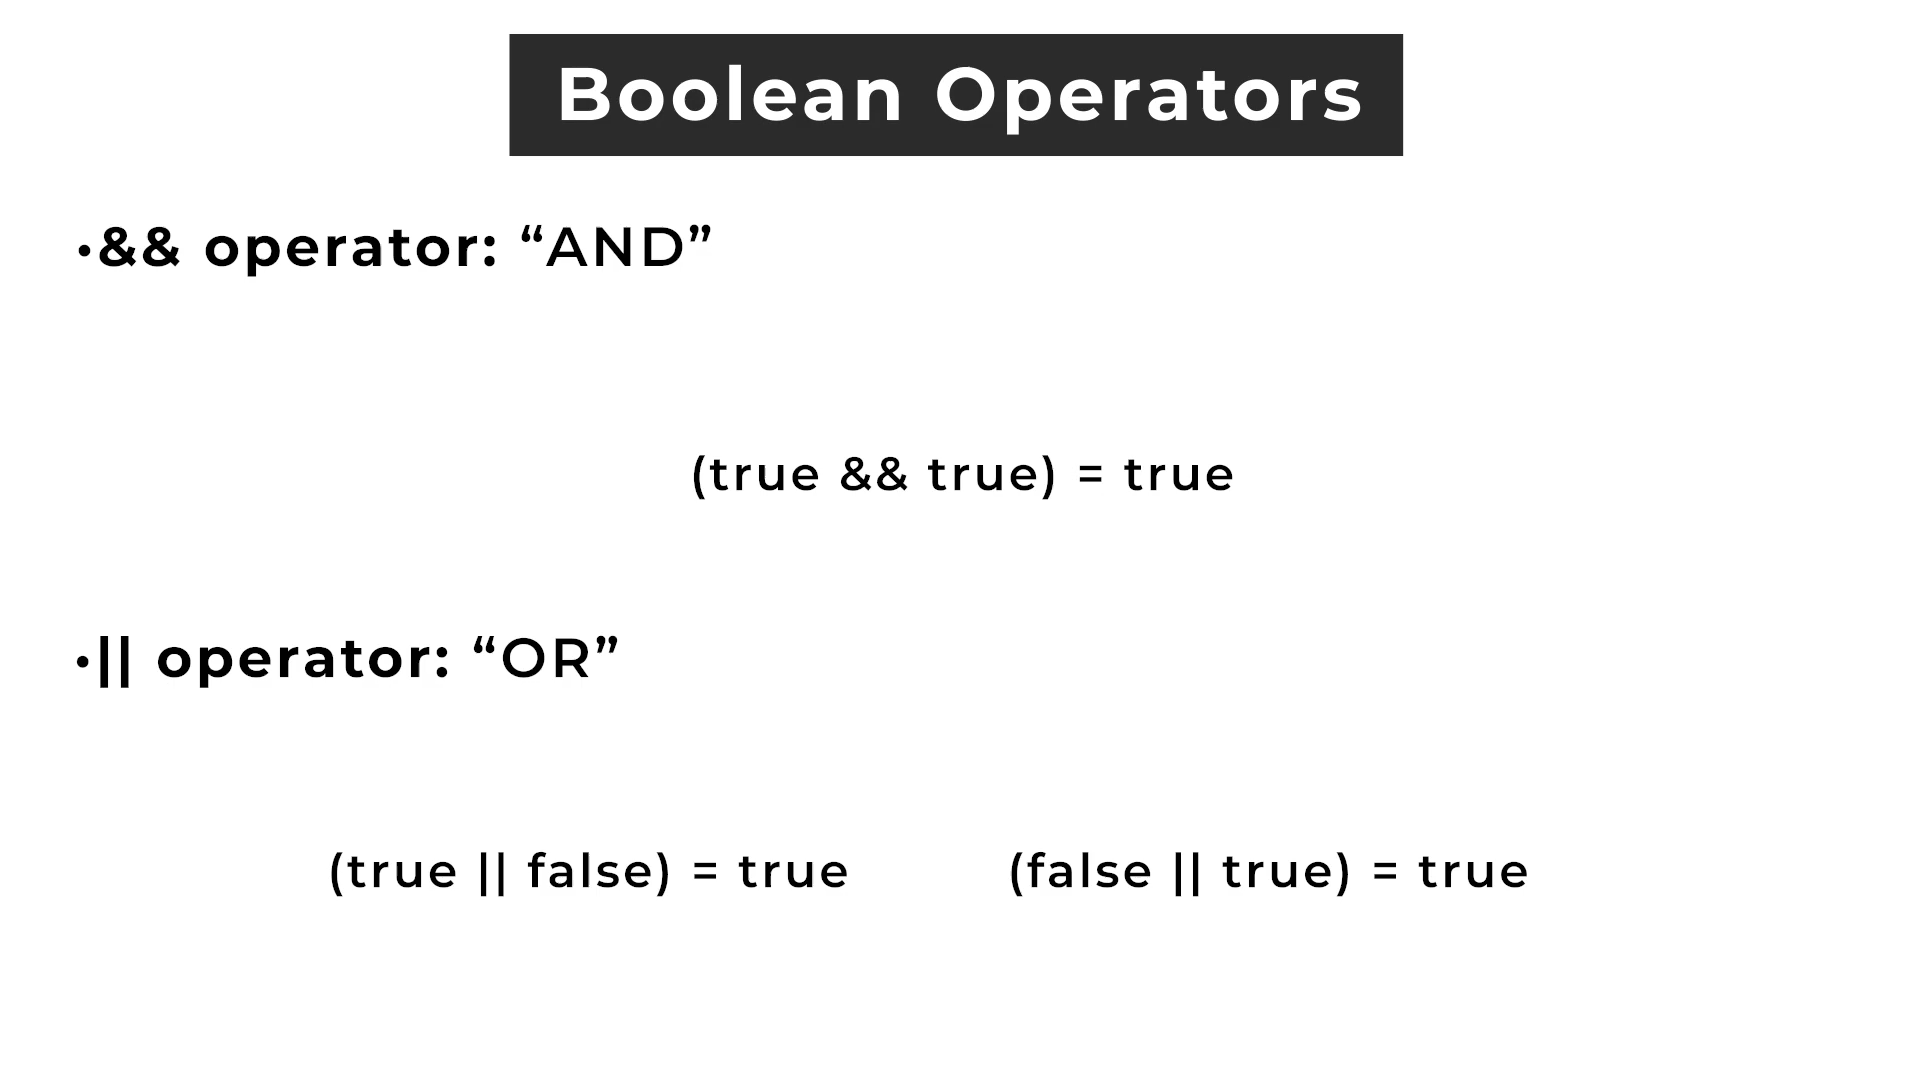 Boolean Operators
•&& operator: “AND”
(true && true) = true
•|| operator: “OR”
(true || false) = true
(false || true) = true